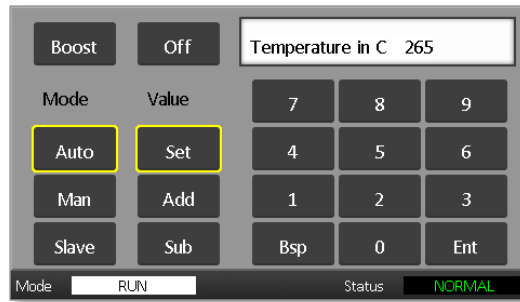 Boost Off Temperature in C 265
Mode Value 7 8 9
Auto Set 4 5 6
Man Add 1 2 3
Slave Sub Bsp 0 Ent
Mode RUN Status NORMAL